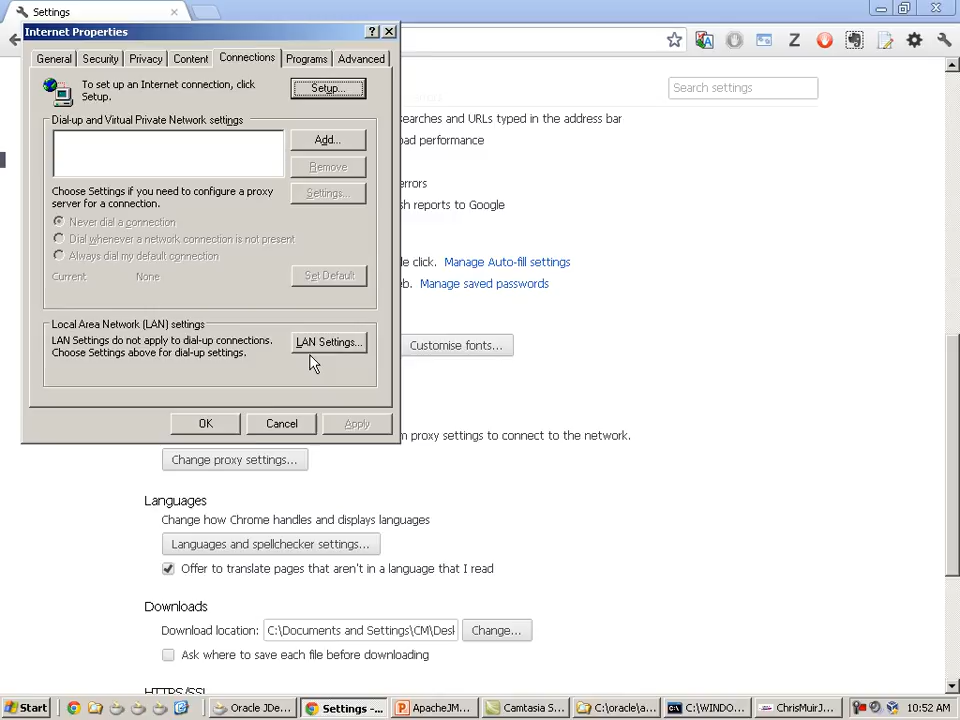 Settings
Internet Properties
General
Security
Privacy
Content
Connections
Programs
Advanced
To set up an Internet connection, click
Setup.
Setup...
Search settings
Dial-up and Virtual Private Network settings
earches and URLs typed in the address bar
Add...
oad performance
Remove
errors
Choose Settings if you need to configure a proxy
server for a connection.
Settings...
sh reports to Google
Never dial a connection
Dial whenever a network connection is not present
Always dial my default connection
le click. Manage Auto-fill settings
Current
None
Set Default
eb. Manage saved passwords
Local Area Network (LAN) settings
LAN Settings do not apply to dial-up connections.
Choose Settings above for dial-up settings.
LAN Settings...
Customise fonts...
OK
Cancel
Apply
m proxy settings to connect to the network.
Change proxy settings...
Languages
Change how Chrome handles and displays languages
Languages and spellchecker settings...
Offer to translate pages that aren't in a language that I read
Downloads
Download location:
C:\Documents and Settings\CM\Desk
Change...
Ask where to save each file before downloading
HTTPS/SSL
Start
Oracle JDe...
Settings -...
ApacheJM...
Camtasia S...
C:\oracle\a...
C:\WINDO...
ChrisMuirJ...
10:52 AM